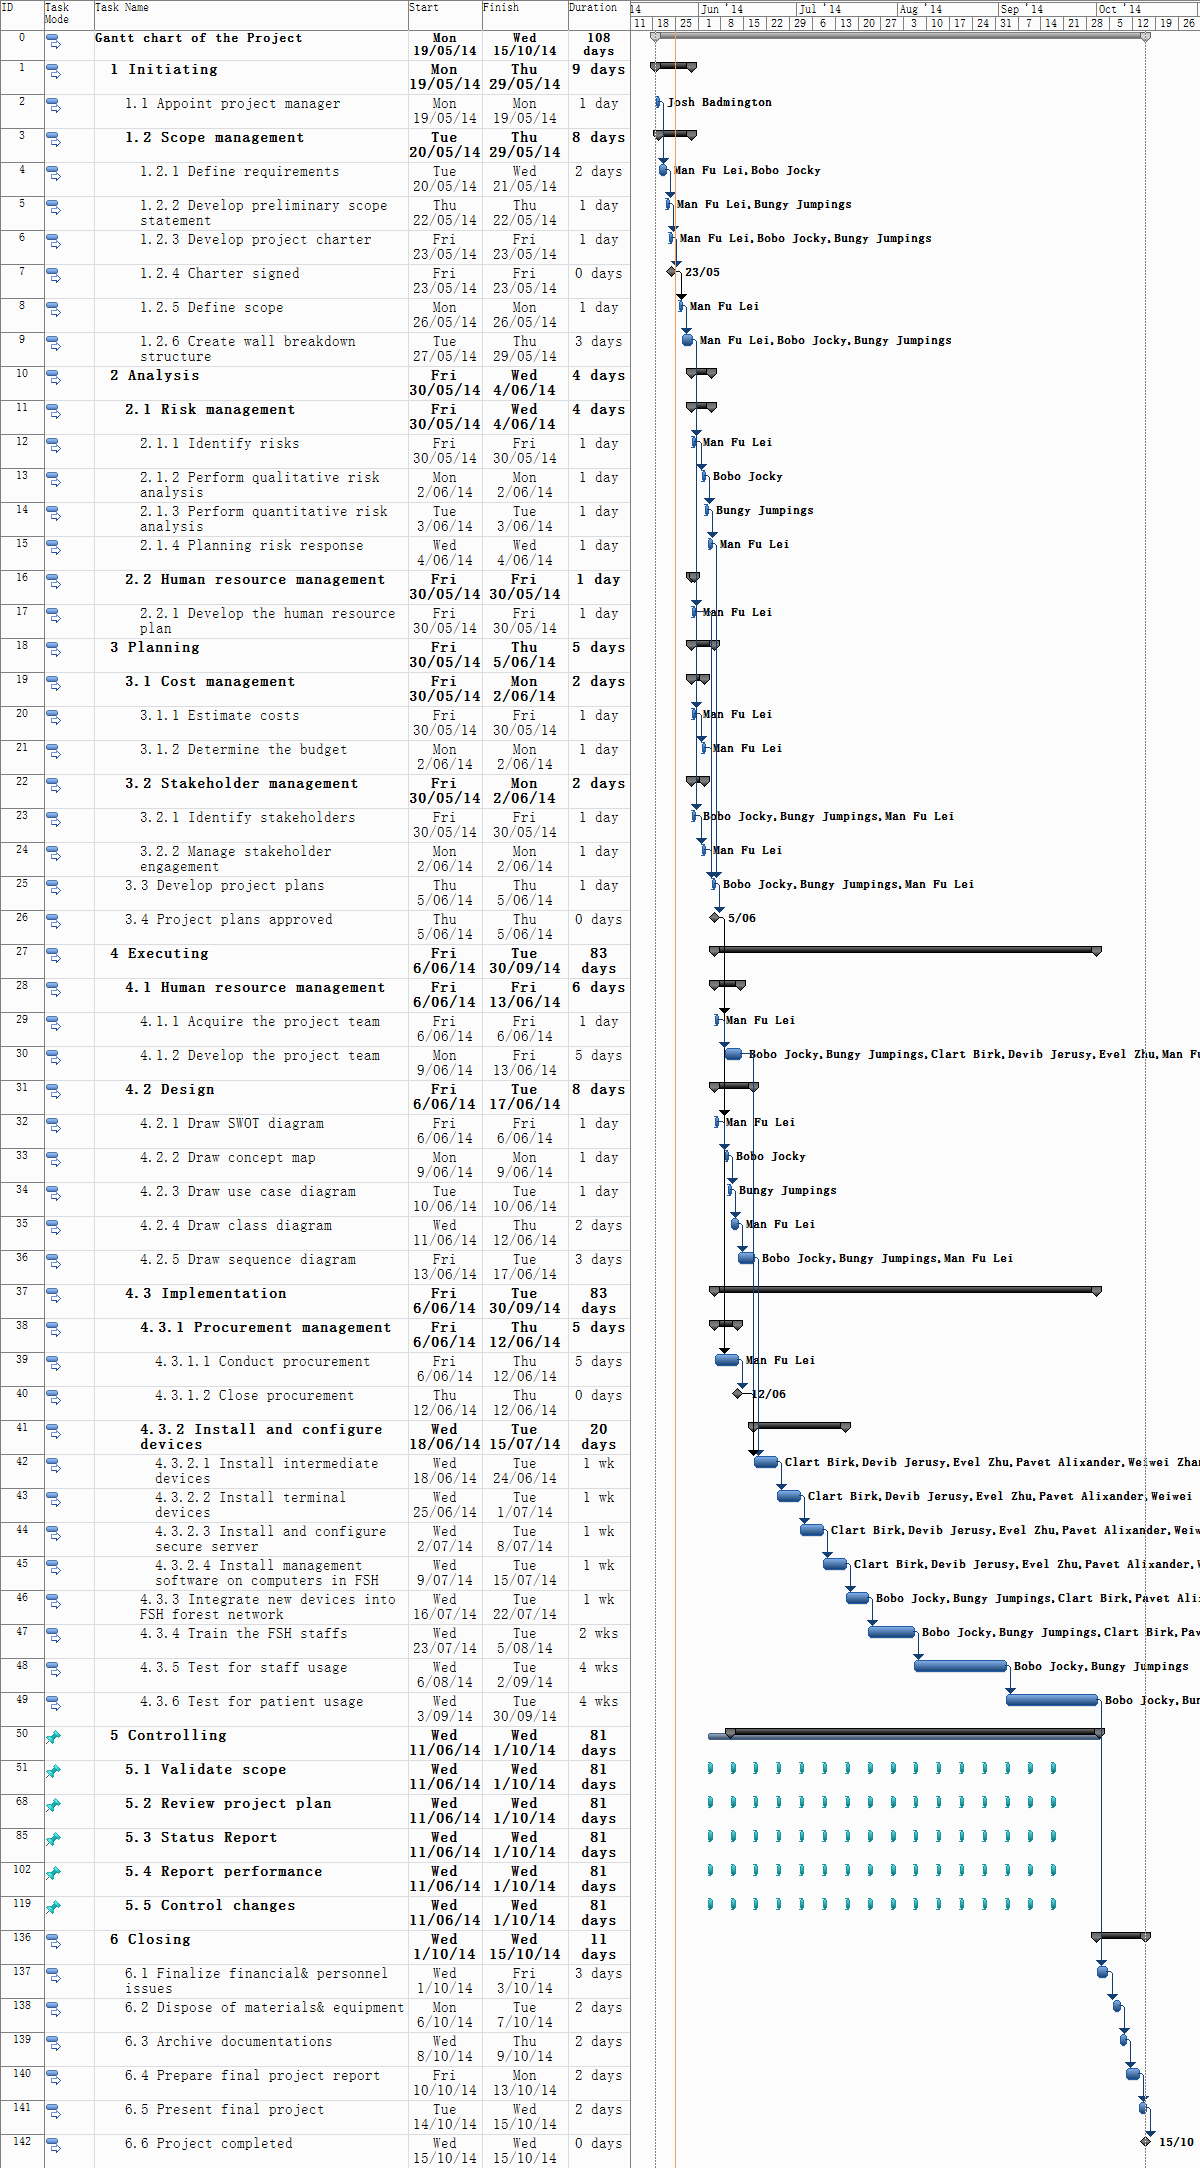 ID Task Mode Task Name Start Finish Duration 14 Jun '14 Jul '14 Aug '14 Sep '14 Oct '14
11 18 25 1 8 15 22 29 6 13 20 27 3 10 17 24 31 7 14 21 28 5 12 19 26
0 Gantt chart of the Project Mon 19/05/14 Wed 15/10/14 108 days
1 1 Initiating Mon 19/05/14 Thu 29/05/14 9 days
2 1.1 Appoint project manager Mon 19/05/14 Mon 19/05/14 1 day Josh Badmington
3 1.2 Scope management Tue 20/05/14 Thu 29/05/14 8 days
4 1.2.1 Define requirements Tue 20/05/14 Wed 21/05/14 2 days Man Fu Lei,Bobo Jocky
5 1.2.2 Develop preliminary scope statement Thu 22/05/14 Thu 22/05/14 1 day Man Fu Lei,Bungy Jumpings
6 1.2.3 Develop project charter Fri 23/05/14 Fri 23/05/14 1 day Man Fu Lei,Bobo Jocky,Bungy Jumpings
7 1.2.4 Charter signed Fri 23/05/14 Fri 23/05/14 0 days 23/05
8 1.2.5 Define scope Mon 26/05/14 Mon 26/05/14 1 day Man Fu Lei
9 1.2.6 Create wall breakdown structure Tue 27/05/14 Thu 29/05/14 3 days Man Fu Lei,Bobo Jocky,Bungy Jumpings
10 2 Analysis Fri 30/05/14 Wed 4/06/14 4 days
11 2.1 Risk management Fri 30/05/14 Wed 4/06/14 4 days
12 2.1.1 Identify risks Fri 30/05/14 Fri 30/05/14 1 day Man Fu Lei
13 2.1.2 Perform qualitative risk analysis Mon 2/06/14 Mon 2/06/14 1 day Bobo Jocky
14 2.1.3 Perform quantitative risk analysis Tue 3/06/14 Tue 3/06/14 1 day Bungy Jumpings
15 2.1.4 Planning risk response Wed 4/06/14 Wed 4/06/14 1 day Man Fu Lei
16 2.2 Human resource management Fri 30/05/14 Fri 30/05/14 1 day
17 2.2.1 Develop the human resource plan Fri 30/05/14 Fri 30/05/14 1 day Man Fu Lei
18 3 Planning Fri 30/05/14 Thu 5/06/14 5 days
19 3.1 Cost management Fri 30/05/14 Mon 2/06/14 2 days
20 3.1.1 Estimate costs Fri 30/05/14 Fri 30/05/14 1 day Man Fu Lei
21 3.1.2 Determine the budget Mon 2/06/14 Mon 2/06/14 1 day Man Fu Lei
22 3.2 Stakeholder management Fri 30/05/14 Mon 2/06/14 2 days
23 3.2.1 Identify stakeholders Fri 30/05/14 Fri 30/05/14 1 day Bobo Jocky,Bungy Jumpings,Man Fu Lei
24 3.2.2 Manage stakeholder engagement Mon 2/06/14 Mon 2/06/14 1 day Man Fu Lei
25 3.3 Develop project plans Thu 5/06/14 Thu 5/06/14 1 day Bobo Jocky,Bungy Jumpings,Man Fu Lei
26 3.4 Project plans approved Thu 5/06/14 Thu 5/06/14 0 days 5/06
27 4 Executing Fri 6/06/14 Tue 30/09/14 83 days
28 4.1 Human resource management Fri 6/06/14 Fri 13/06/14 6 days
29 4.1.1 Acquire the project team Fri 6/06/14 Fri 6/06/14 1 day Man Fu Lei
30 4.1.2 Develop the project team Mon 9/06/14 Fri 13/06/14 5 days Bobo Jocky,Bungy Jumpings,Clart Birk,Devib Jerusy,Evel Zhu,Man Fu
31 4.2 Design Fri 6/06/14 Tue 17/06/14 8 days
32 4.2.1 Draw SWOT diagram Fri 6/06/14 Fri 6/06/14 1 day Man Fu Lei
33 4.2.2 Draw concept map Mon 9/06/14 Mon 9/06/14 1 day Bobo Jocky
34 4.2.3 Draw use case diagram Tue 10/06/14 Tue 10/06/14 1 day Bungy Jumpings
35 4.2.4 Draw class diagram Wed 11/06/14 Thu 12/06/14 2 days Man Fu Lei
36 4.2.5 Draw sequence diagram Fri 13/06/14 Tue 17/06/14 3 days Bobo Jocky,Bungy Jumpings,Man Fu Lei
37 4.3 Implementation Fri 6/06/14 Tue 30/09/14 83 days
38 4.3.1 Procurement management Fri 6/06/14 Thu 12/06/14 5 days
39 4.3.1.1 Conduct procurement Fri 6/06/14 Thu 12/06/14 5 days Man Fu Lei
40 4.3.1.2 Close procurement Thu 12/06/14 Thu 12/06/14 0 days 12/06
41 4.3.2 Install and configure devices Wed 18/06/14 Tue 15/07/14 20 days
42 4.3.2.1 Install intermediate devices Wed 18/06/14 Tue 24/06/14 1 wk Clart Birk,Devib Jerusy,Evel Zhu,Pavet Alixander,Weiwei Zhan
43 4.3.2.2 Install terminal devices Wed 25/06/14 Tue 1/07/14 1 wk Clart Birk,Devib Jerusy,Evel Zhu,Pavet Alixander,Weiwei
44 4.3.2.3 Install and configure secure server Wed 2/07/14 Tue 8/07/14 1 wk Clart Birk,Devib Jerusy,Evel Zhu,Pavet Alixander,Weiw
45 4.3.2.4 Install management software on computers in FSH Wed 9/07/14 Tue 15/07/14 1 wk Clart Birk,Devib Jerusy,Evel Zhu,Pavet Alixander,
46 4.3.3 Integrate new devices into FSH forest network Wed 16/07/14 Tue 22/07/14 1 wk Bobo Jocky,Bungy Jumpings,Clart Birk,Pavet Ali
47 4.3.4 Train the FSH staffs Wed 23/07/14 Tue 5/08/14 2 wks Bobo Jocky,Bungy Jumpings,Clart Birk,Pav
48 4.3.5 Test for staff usage Wed 6/08/14 Tue 2/09/14 4 wks Bobo Jocky,Bungy Jumpings
49 4.3.6 Test for patient usage Wed 3/09/14 Tue 30/09/14 4 wks Bobo Jocky,Bun
50 5 Controlling Wed 11/06/14 Wed 1/10/14 81 days
51 5.1 Validate scope Wed 11/06/14 Wed 1/10/14 81 days
68 5.2 Review project plan Wed 11/06/14 Wed 1/10/14 81 days
85 5.3 Status Report Wed 11/06/14 Wed 1/10/14 81 days
102 5.4 Report performance Wed 11/06/14 Wed 1/10/14 81 days
119 5.5 Control changes Wed 11/06/14 Wed 1/10/14 81 days
136 6 Closing Wed 1/10/14 Wed 15/10/14 11 days
137 6.1 Finalize financial& personnel issues Wed 1/10/14 Fri 3/10/14 3 days
138 6.2 Dispose of materials& equipment Mon 6/10/14 Tue 7/10/14 2 days
139 6.3 Archive documentations Wed 8/10/14 Thu 9/10/14 2 days
140 6.4 Prepare final project report Fri 10/10/14 Mon 13/10/14 2 days
141 6.5 Present final project Tue 14/10/14 Wed 15/10/14 2 days
142 6.6 Project completed Wed 15/10/14 Wed 15/10/14 0 days 15/10